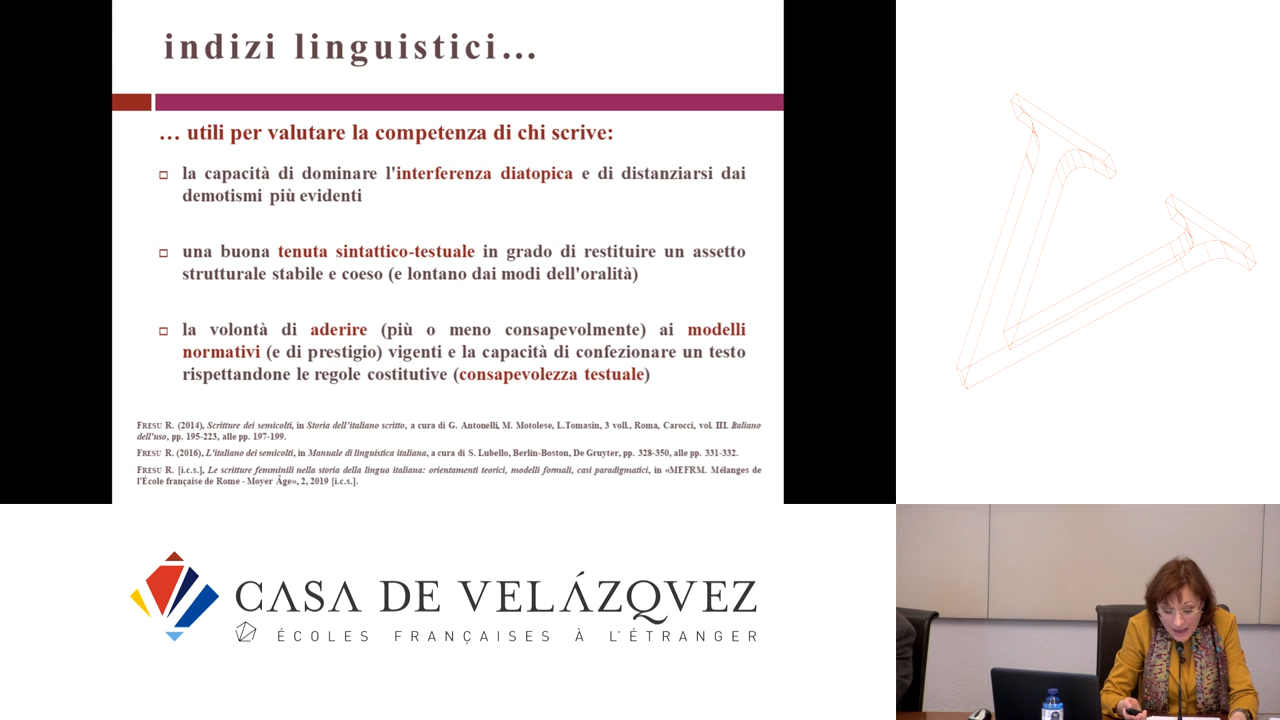 indizi linguistici...
... utili per valutare la competenza di chi scrive:
la capacità di dominare l'interferenza diatopica e di distanziarsi dai
demotismi più evidenti
una buona tenuta sintattico-testuale in grado di restituire un assetto
strutturale stabile e coeso (e lontano dai modi dell'oralità)
la volontà di aderire (più o meno consapevolmente) ai modelli
normativi (e di prestigio) vigenti e la capacità di confezionare un testo
rispettandone le regole costitutive (consapevolezza testuale)
FRESU R. (2014), Scritture dei semicolti, in Storia dell'italiano scritto, a cura di G. Antonelli, M. Motolese, L.Tomasin, 3 voll., Roma, Carocci, vol. III. Italiano
dell'uso, pp. 195-223, alle pp. 197-199.
FRESU R. (2016), L'italiano dei semicolti, in Manuale di linguistica italiana, a cura di S. Lubello, Berlin-Boston, De Gruyter, pp. 328-350, alle pp. 331-332.
FRESU R. [i.c.s.], Le scritture femminili nella storia della lingua italiana: orientamenti teorici, modelli formali, casi paradigmatici, in «MEFRM. Mélanges de
l'École française de Rome - Moyer Âge», 2, 2019 [i.c.s.].
CASA DE VELÁZQVEZ
ÉCOLES FRANÇAISES À L'ÉTRANGER